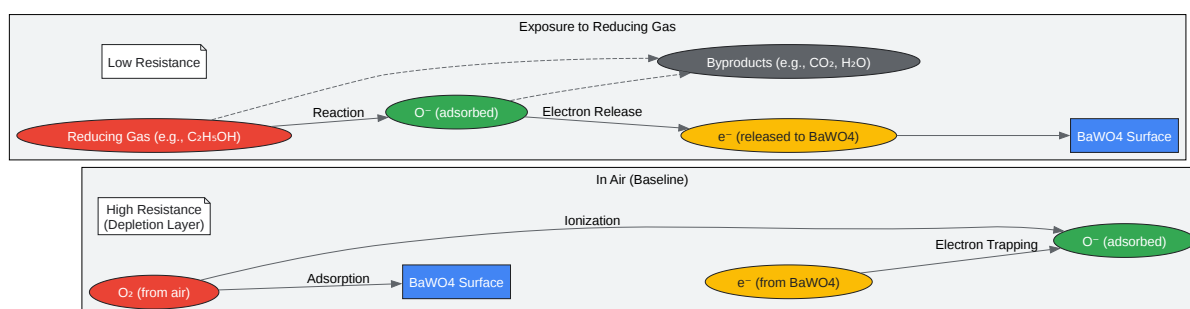 Exposure to Reducing Gas
Low Resistance
Byproducts (e.g., CO₂, H₂O)
Reaction
O⁻ (adsorbed)
Electron Release
Reducing Gas (e.g., C₂H₅OH)
e⁻ (released to BaWO4)
BaWO4 Surface
In Air (Baseline)
High Resistance
(Depletion Layer)
Ionization
Electron Trapping
O⁻ (adsorbed)
O₂ (from air)
Adsorption
BaWO4 Surface
e⁻ (from BaWO4)